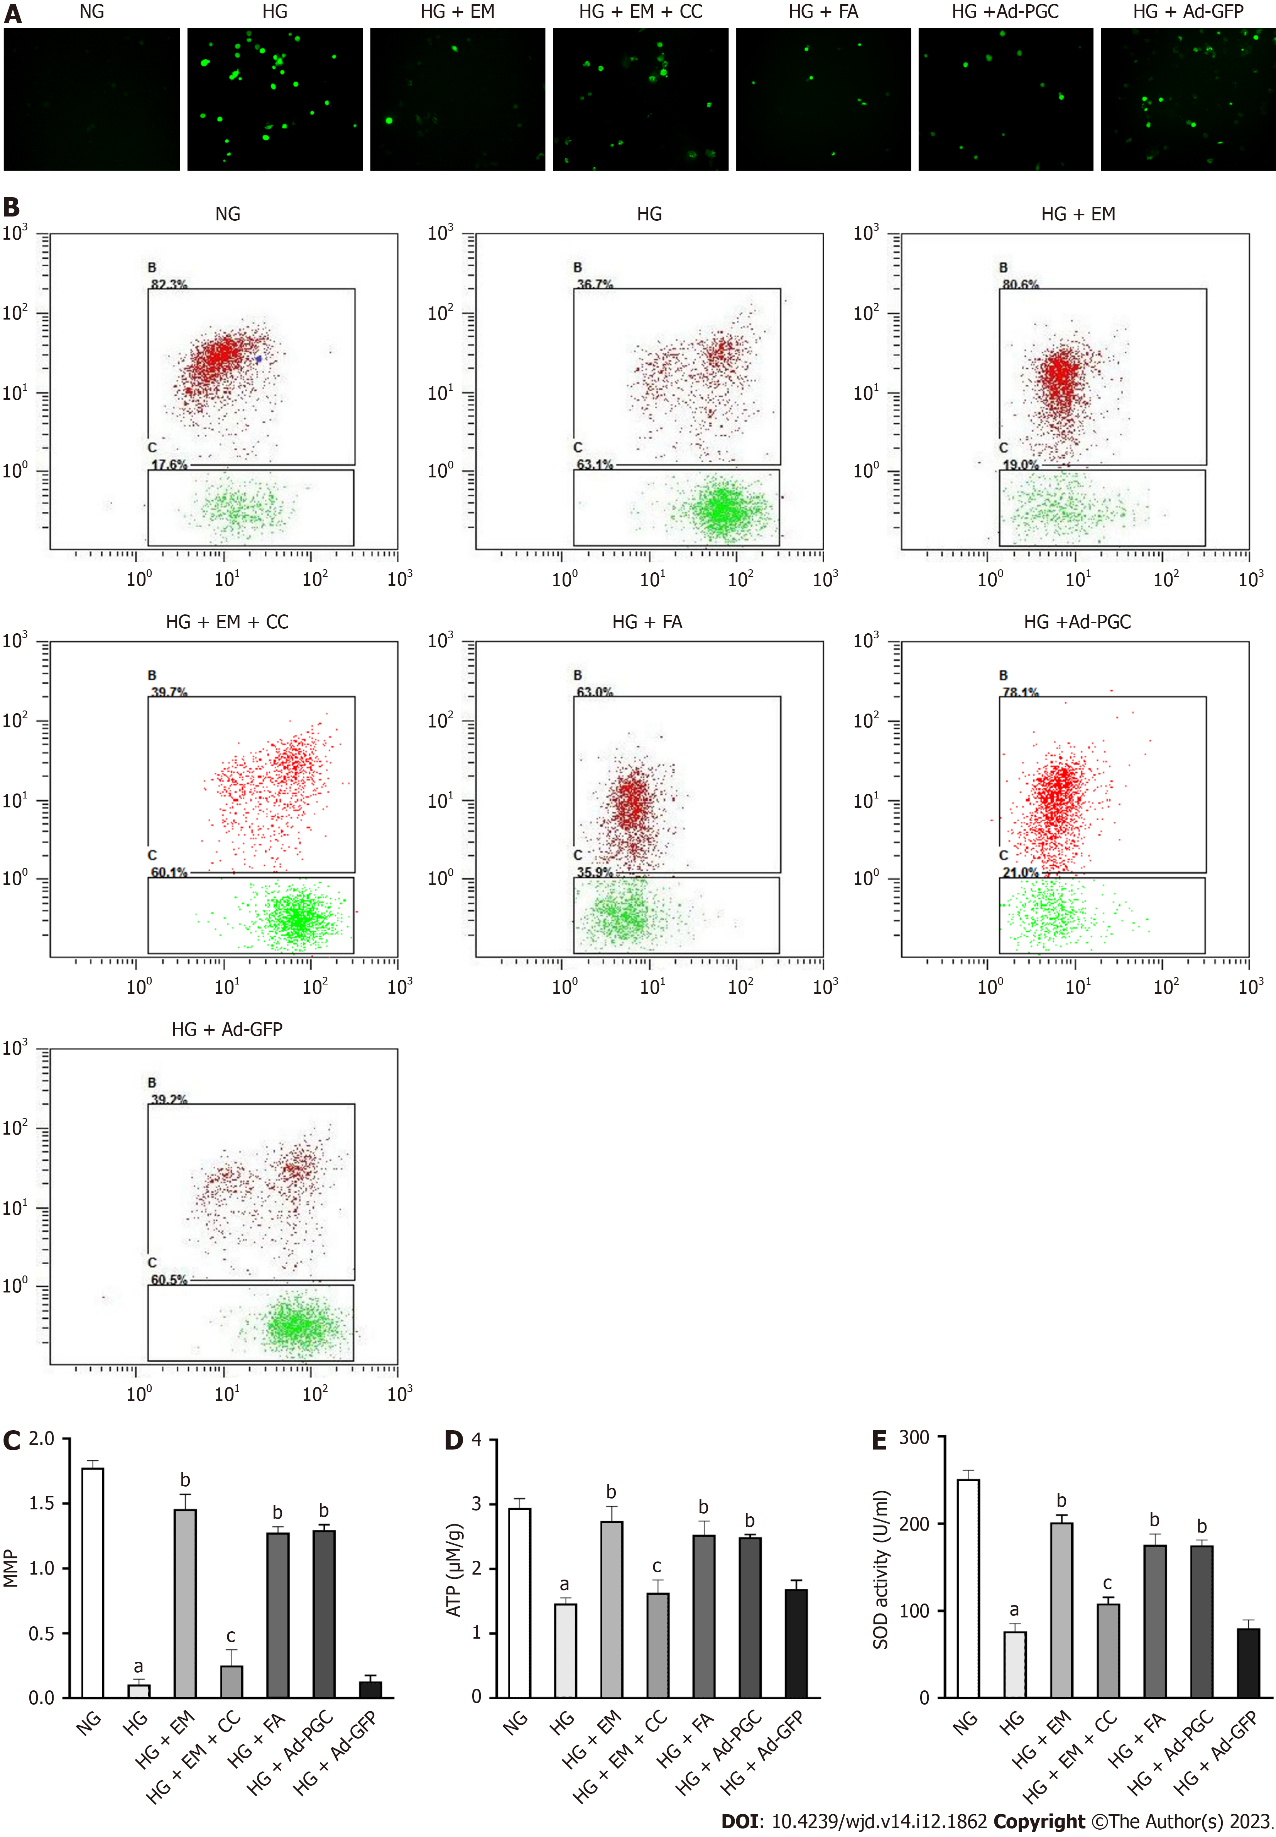 A NG HG HG + EM HG + EM + CC HG + FA HG +Ad-PGC HG + Ad-GFP
B
NG HG HG + EM
10³ 10³ 10³
B B B
82.3% 36.7% 80.6%
10² 10² 10²
10¹ 10¹ 10¹
C C C
17.6% 63.1% 19.0%
10⁰ 10⁰ 10⁰
10⁰ 10¹ 10² 10³ 10⁰ 10¹ 10² 10³ 10⁰ 10¹ 10² 10³
HG + EM + CC HG + FA HG +Ad-PGC
10³ 10³ 10³
B B B
39.7% 63.0% 78.1%
10² 10² 10²
10¹ 10¹ 10¹
C C C
60.1% 35.9% 21.0%
10⁰ 10⁰ 10⁰
10⁰ 10¹ 10² 10³ 10⁰ 10¹ 10² 10³ 10⁰ 10¹ 10² 10³
HG + Ad-GFP
10³
B
39.2%
10²
10¹
C
60.5%
10⁰
10⁰ 10¹ 10² 10³
C
MMP
2.0
1.5
1.0
0.5
0.0
a b c b b
NG HG HG + EM HG + EM + CC HG + FA HG + Ad-PGC HG + Ad-GFP
D
ATP (μM/g)
4
3
2
1
0
a b c b b
NG HG HG + EM HG + EM + CC HG + FA HG + Ad-PGC HG + Ad-GFP
E
SOD activity (U/ml)
300
200
100
0
a b c b b
NG HG HG + EM HG + EM + CC HG + FA HG + Ad-PGC HG + Ad-GFP
DOI: 10.4239/wjd.v14.i12.1862 Copyright ©The Author(s) 2023.